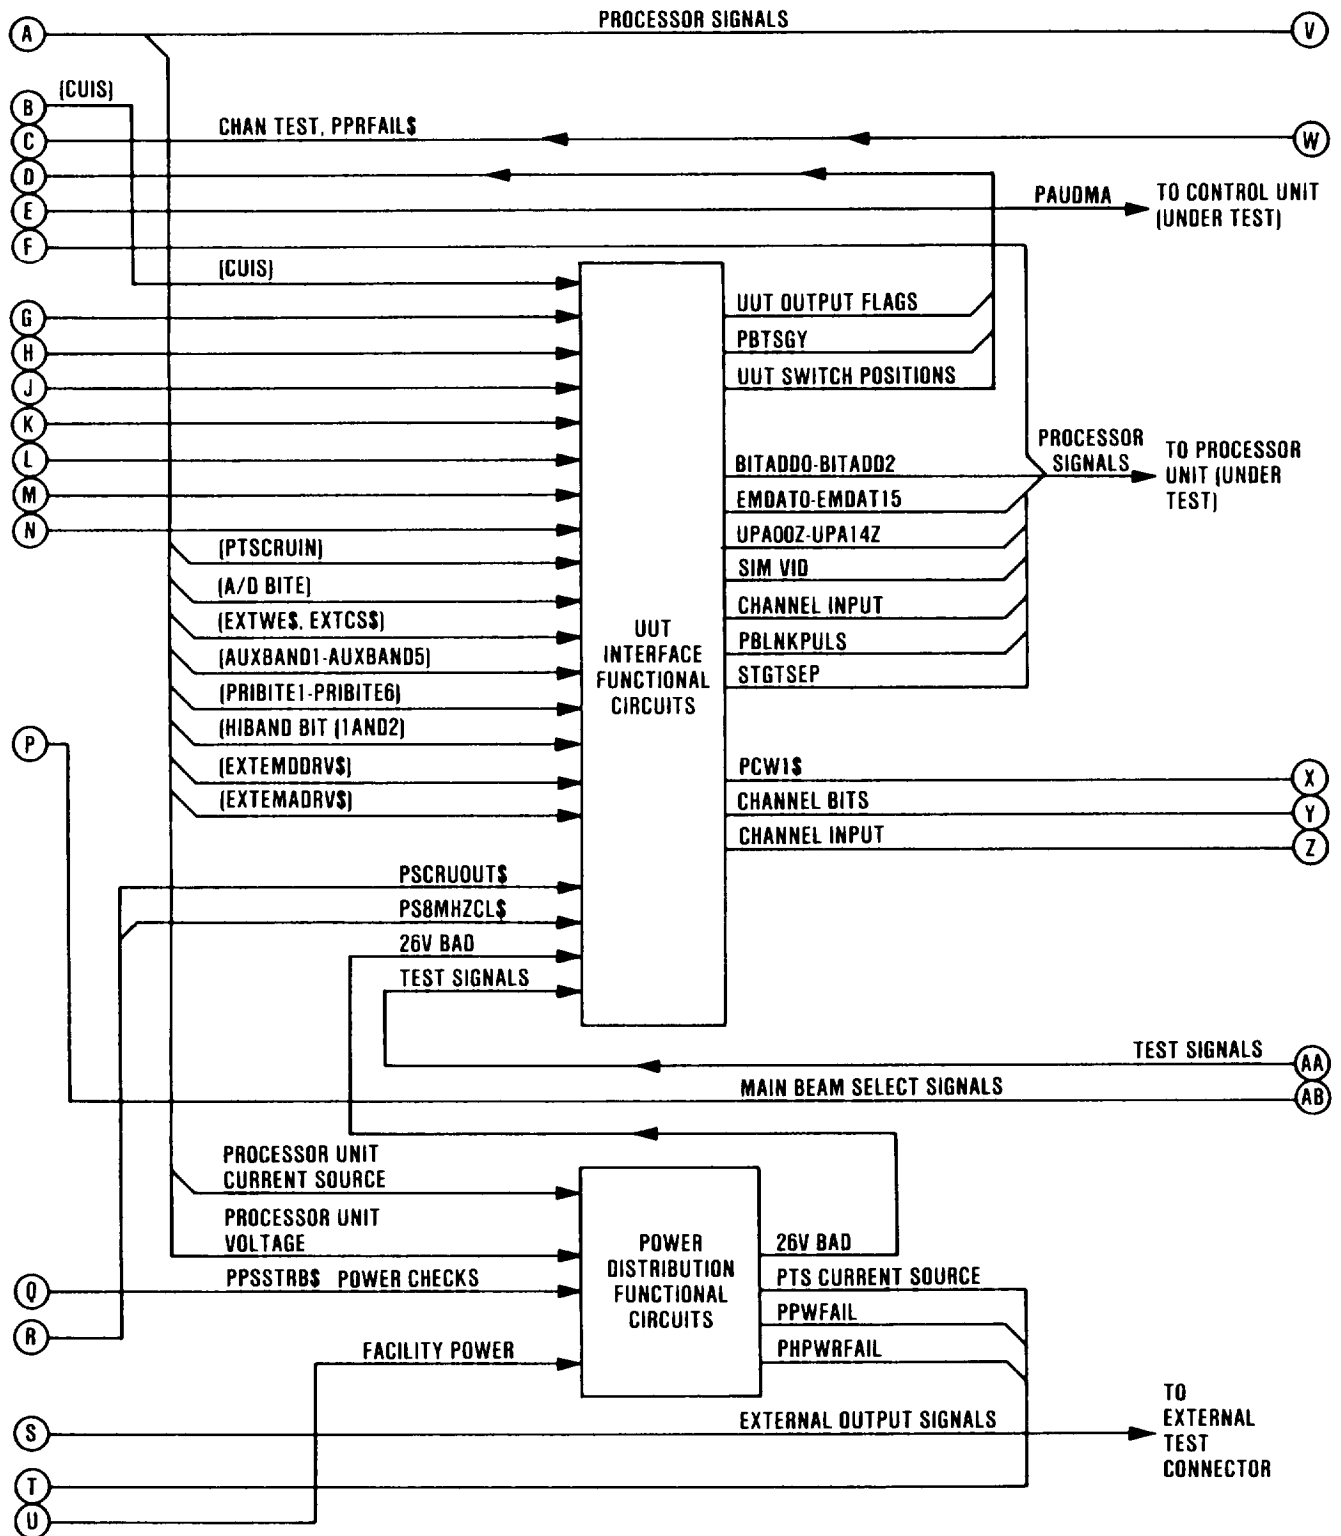 PROCESSOR SIGNALS
A
V
(CUIS)
B
C
CHAN TEST, PPRFAIL$
W
D
E
PAUDMA
TO CONTROL UNIT
(UNDER TEST)
F
(CUIS)
G
UUT OUTPUT FLAGS
H
PBTSGY
J
UUT SWITCH POSITIONS
K
L
BITADD0-BITADD2
PROCESSOR
SIGNALS
TO PROCESSOR
UNIT (UNDER
TEST)
M
EMDAT0-EMDAT15
N
UPA00Z-UPA14Z
(PTSCRUIN)
SIM VID
(A/D BITE)
CHANNEL INPUT
(EXTWE$, EXTCS$)
PBLNKPULS
(AUXBAND1-AUXBAND5)
STGTSEP
(PRIBITE1-PRIBITE6)
UUT
INTERFACE
FUNCTIONAL
CIRCUITS
(HIBAND BIT (1AND2)
P
(EXTEMDDRV$)
PCW1$
X
(EXTEMADRV$)
CHANNEL BITS
Y
CHANNEL INPUT
Z
PSCRUOUT$
PS8MHZCL$
26V BAD
TEST SIGNALS
TEST SIGNALS
AA
MAIN BEAM SELECT SIGNALS
AB
PROCESSOR UNIT
CURRENT SOURCE
PROCESSOR UNIT
VOLTAGE
POWER
DISTRIBUTION
FUNCTIONAL
CIRCUITS
26V BAD
Q
PPSSTRB$ POWER CHECKS
PTS CURRENT SOURCE
PPWFAIL
R
FACILITY POWER
PHPWRFAIL
S
EXTERNAL OUTPUT SIGNALS
TO
EXTERNAL
TEST
CONNECTOR
T
U